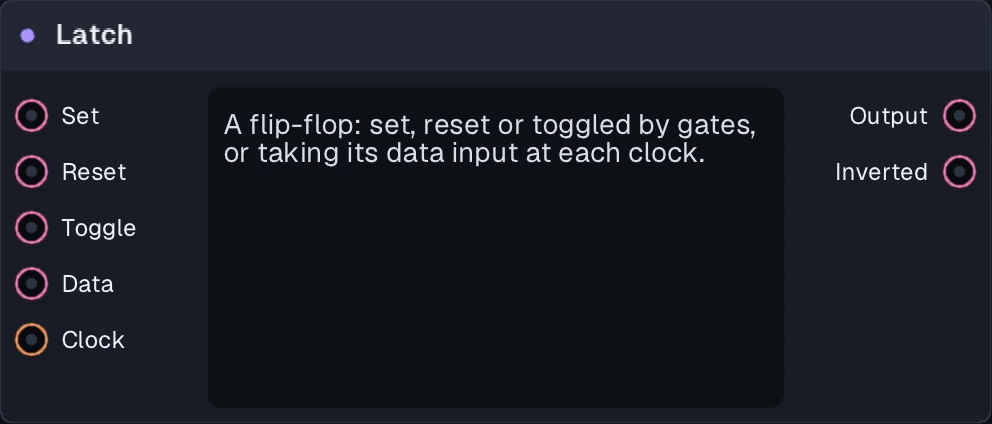 Latch
Set
Reset
Toggle
Data
Clock
A flip-flop: set, reset or toggled by gates,
or taking its data input at each clock.
Output
Inverted